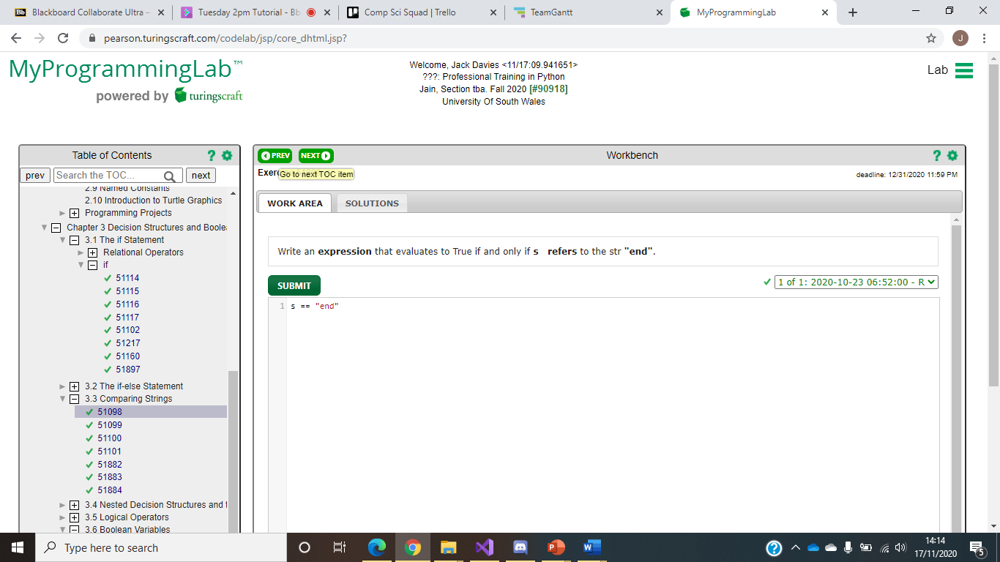 Blackboard Collaborate Ultra –
Tuesday 2pm Tutorial - Bb
Comp Sci Squad | Trello
TeamGantt
MyProgrammingLab
pearson.turingscraft.com/codelab/jsp/core_dhtml.jsp?
J
MyProgrammingLab™
powered by turingscraft
Welcome, Jack Davies <11/17:09.941651>
???: Professional Training in Python
Jain, Section tba. Fall 2020 [#90918]
University Of South Wales
Lab
Table of Contents
prev
Search the TOC...
next
2.9 Named Constants
2.10 Introduction to Turtle Graphics
Programming Projects
Chapter 3 Decision Structures and Boole
3.1 The if Statement
Relational Operators
if
51114
51115
51116
51117
51102
51217
51160
51897
3.2 The if-else Statement
3.3 Comparing Strings
51098
51099
51100
51101
51882
51883
51884
3.4 Nested Decision Structures and
3.5 Logical Operators
3.6 Boolean Variables
PREV
NEXT
Workbench
Exer
Go to next TOC item
deadline: 12/31/2020 11:59 PM
WORK AREA
SOLUTIONS
Write an expression that evaluates to True if and only if s refers to the str "end".
SUBMIT
1 of 1: 2020-10-23 06:52:00 - R
1 s == "end"
Type here to search
14:14
17/11/2020
5